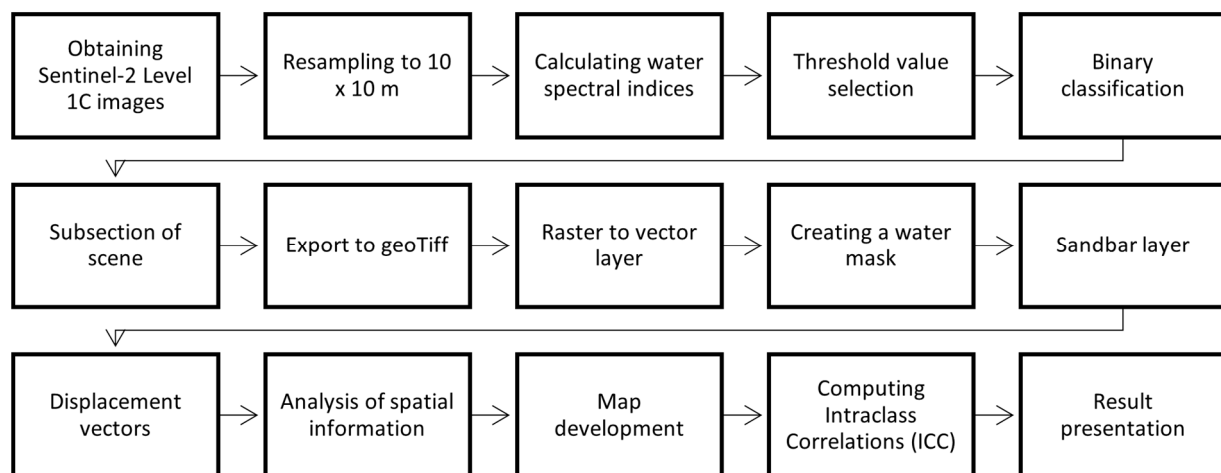 Obtaining
Sentinel-2 Level
1C images
Resampling to 10
x 10 m
Calculating water
spectral indices
Threshold value
selection
Binary
classification
Subsection of
scene
Export to geoTiff
Raster to vector
layer
Creating a water
mask
Sandbar layer
Displacement
vectors
Analysis of spatial
information
Map
development
Computing
Intraclass
Correlations (ICC)
Result
presentation